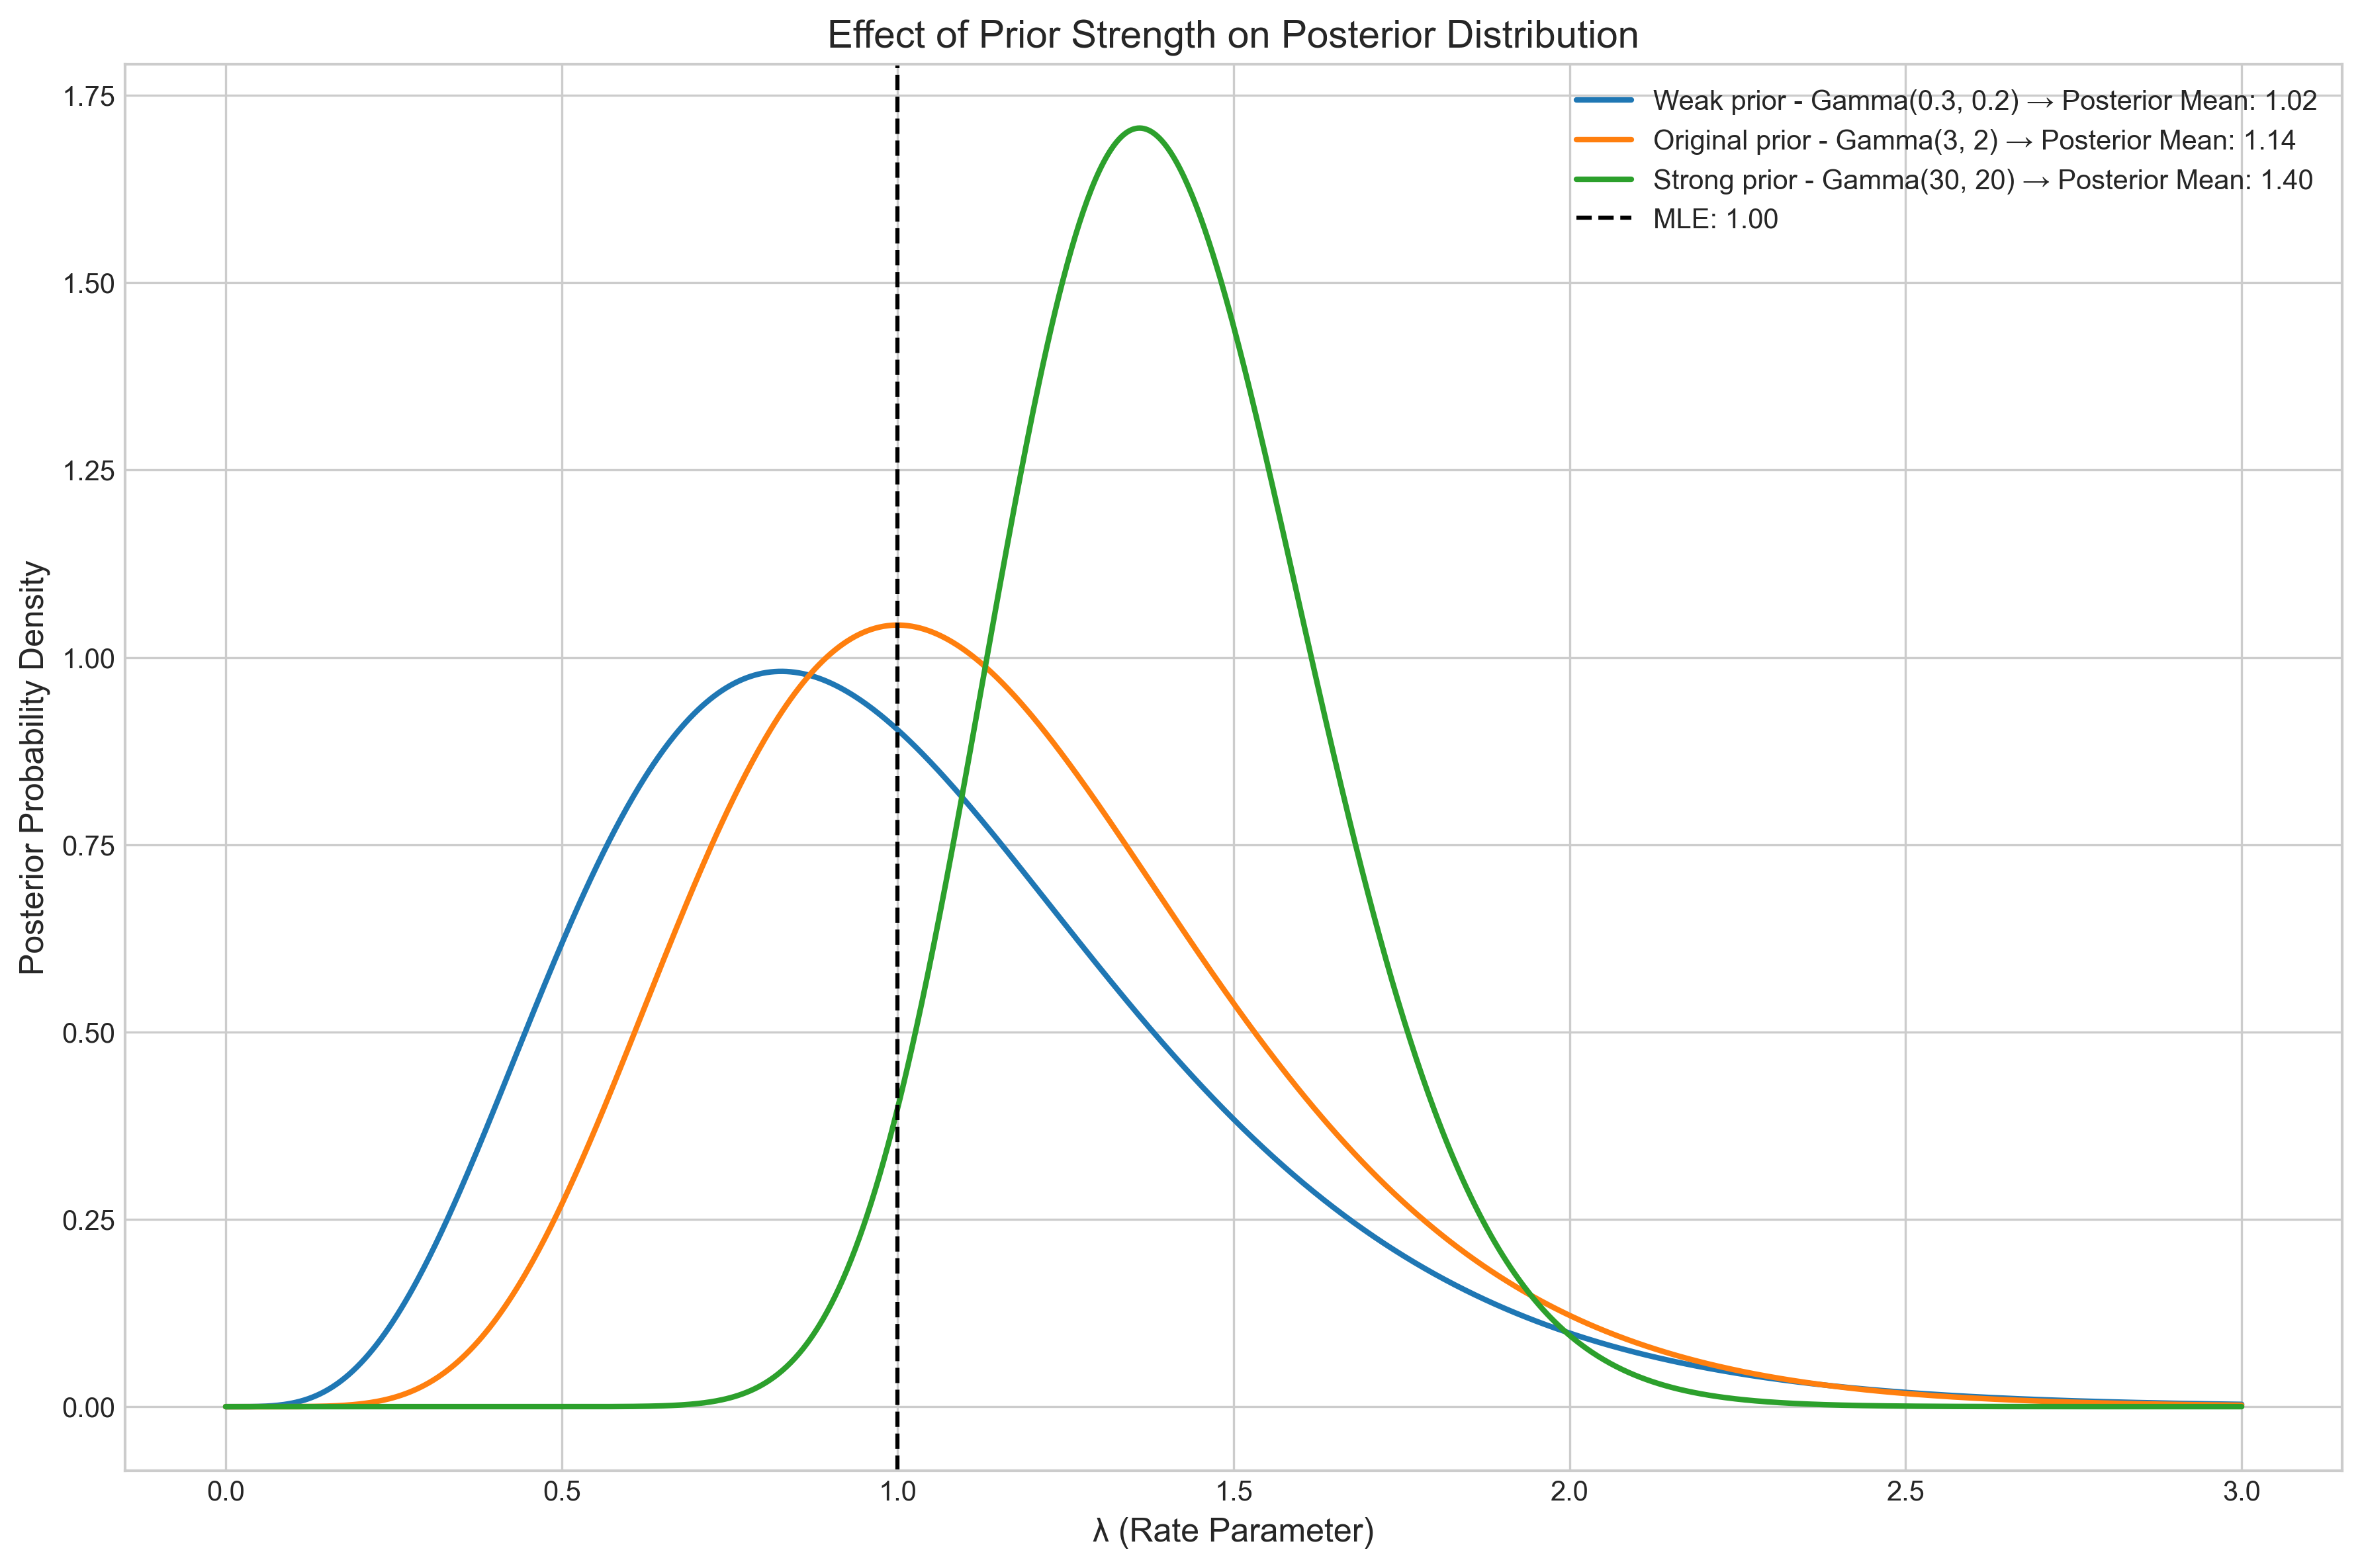 Effect of Prior Strength on Posterior Distribution
Weak prior - Gamma(0.3, 0.2) → Posterior Mean: 1.02
Original prior - Gamma(3, 2) → Posterior Mean: 1.14
Strong prior - Gamma(30, 20) → Posterior Mean: 1.40
MLE: 1.00
Posterior Probability Density
1.75
1.50
1.25
1.00
0.75
0.50
0.25
0.00
0.0
0.5
1.0
1.5
2.0
2.5
3.0
λ (Rate Parameter)